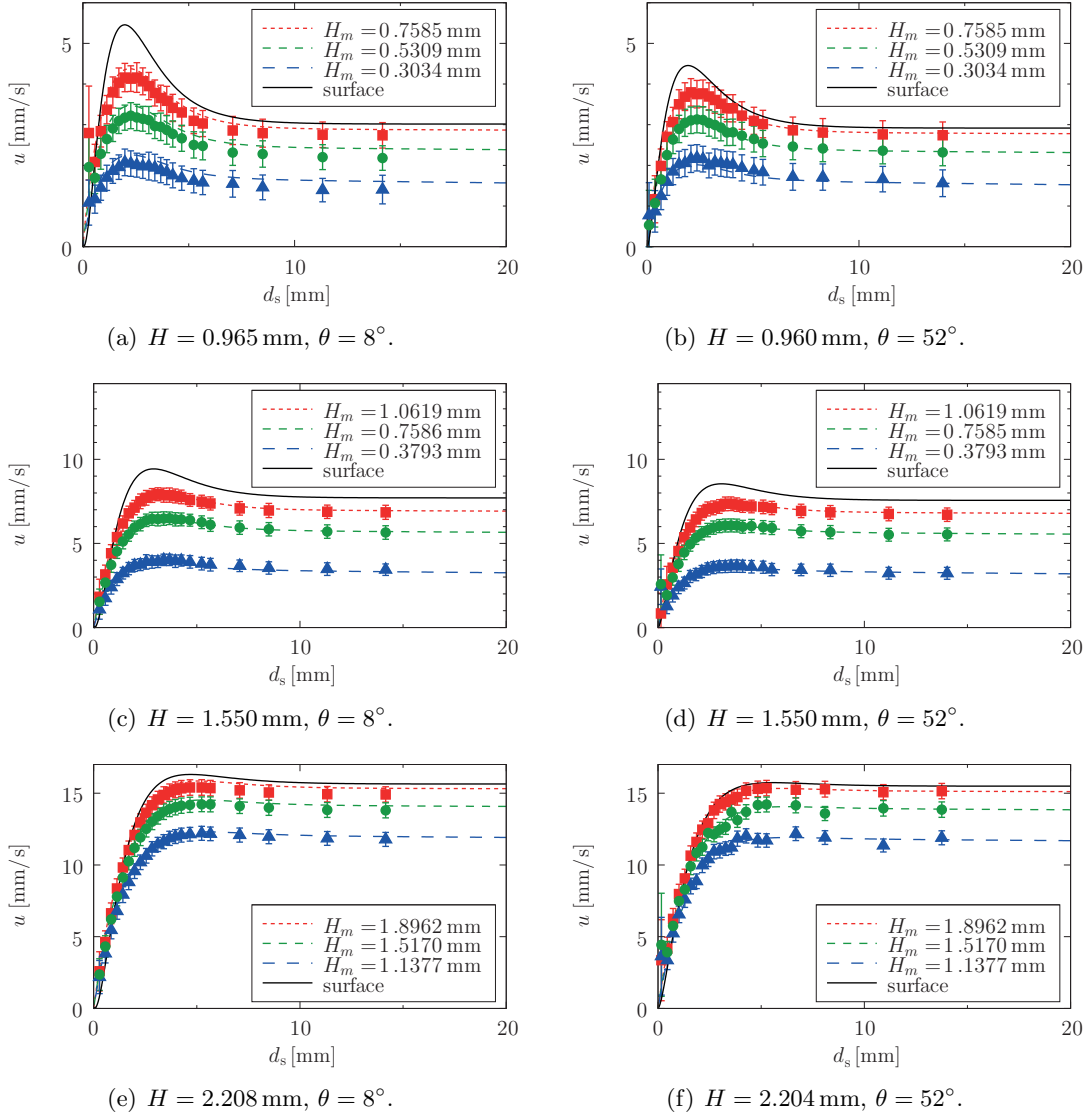 H_m = 0.7585 mm
H_m = 0.5309 mm
H_m = 0.3034 mm
surface
u [mm/s]
5
0
0 10 20
d_s [mm]
(a) H = 0.965 mm, θ = 8°.
H_m = 0.7585 mm
H_m = 0.5309 mm
H_m = 0.3034 mm
surface
u [mm/s]
5
0
0 10 20
d_s [mm]
(b) H = 0.960 mm, θ = 52°.
H_m = 1.0619 mm
H_m = 0.7586 mm
H_m = 0.3793 mm
surface
u [mm/s]
10
5
0
0 10 20
d_s [mm]
(c) H = 1.550 mm, θ = 8°.
H_m = 1.0619 mm
H_m = 0.7585 mm
H_m = 0.3793 mm
surface
u [mm/s]
10
5
0
0 10 20
d_s [mm]
(d) H = 1.550 mm, θ = 52°.
u [mm/s]
15
10
5
0
H_m = 1.8962 mm
H_m = 1.5170 mm
H_m = 1.1377 mm
surface
0 10 20
d_s [mm]
(e) H = 2.208 mm, θ = 8°.
u [mm/s]
15
10
5
0
H_m = 1.8962 mm
H_m = 1.5170 mm
H_m = 1.1377 mm
surface
0 10 20
d_s [mm]
(f) H = 2.204 mm, θ = 52°.